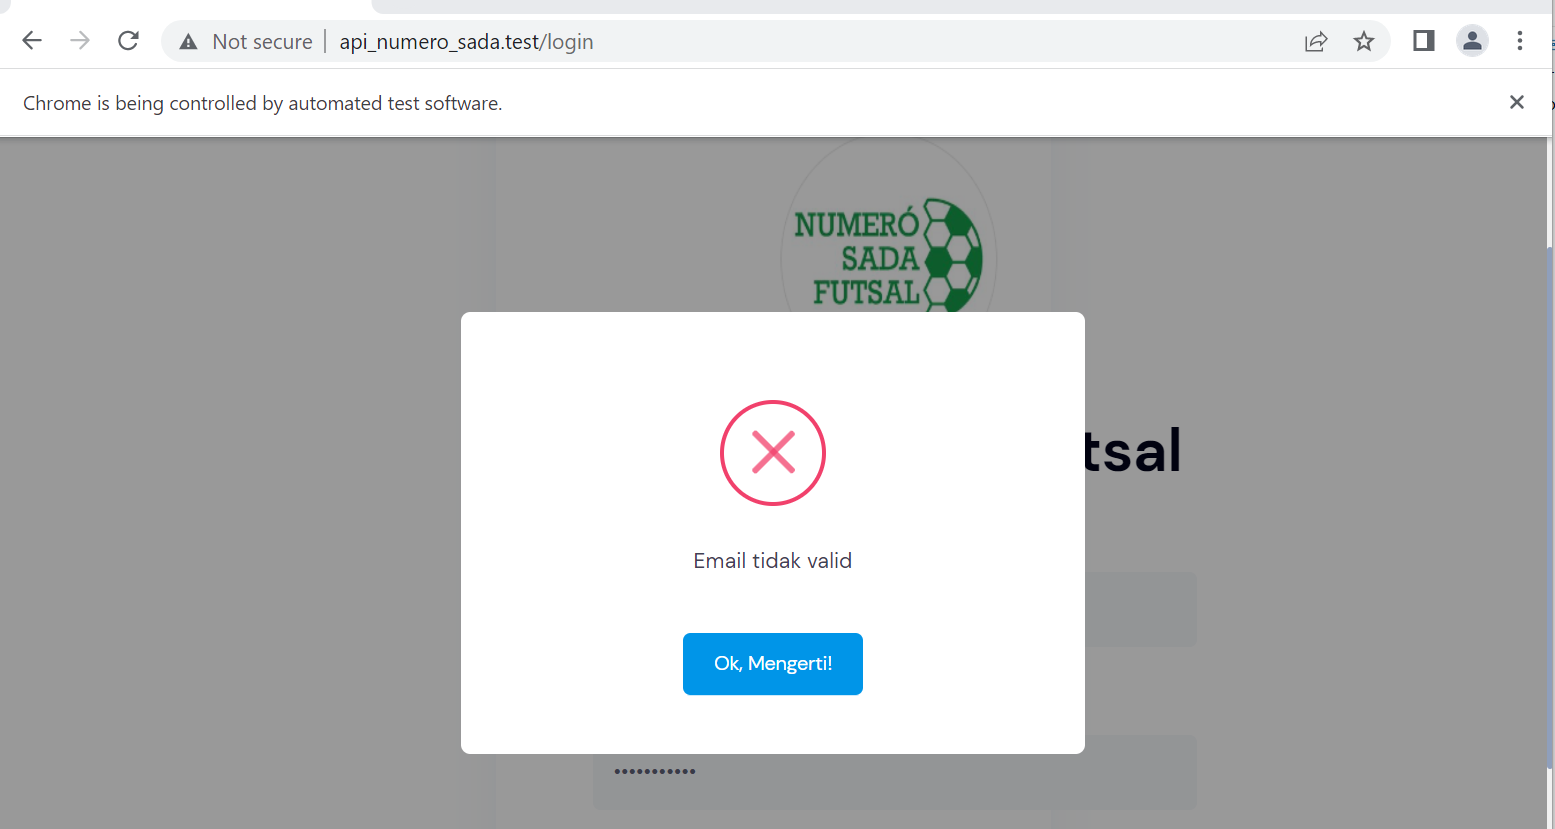 Not secure | api_numero_sada.test/login
Chrome is being controlled by automated test software.
NUMERÓ
SADA
FUTSAL
tsal
Email tidak valid
Ok, Mengerti!
•••••••••••